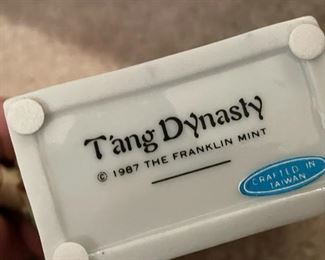 T'ang Dynasty
© 1987 THE FRANKLIN MINT
CRAFTED IN
TAIWAN